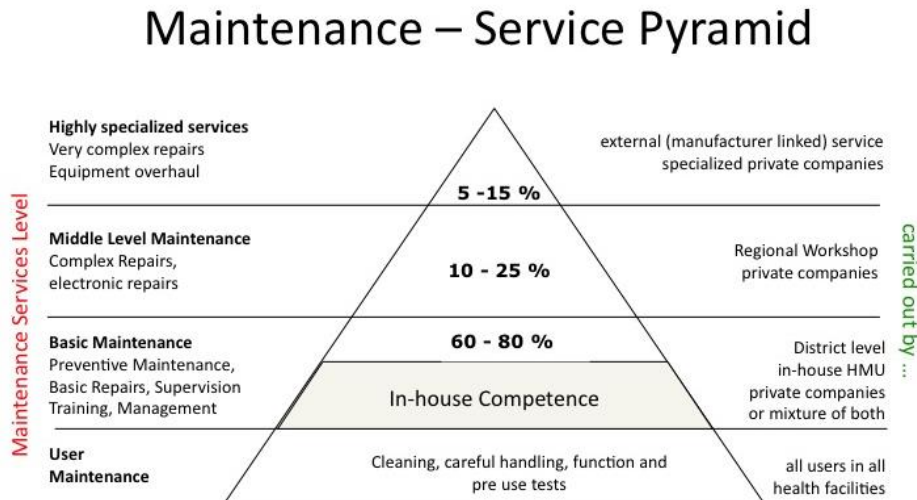 Maintenance – Service Pyramid
Maintenance Services Level
Highly specialized services
Very complex repairs
Equipment overhaul
5 -15 %
external (manufacturer linked) service
specialized private companies
Middle Level Maintenance
Complex Repairs,
electronic repairs
10 - 25 %
Regional Workshop
private companies
Basic Maintenance
Preventive Maintenance,
Basic Repairs, Supervision
Training, Management
60 - 80 %
In-house Competence
District level
in-house HMU
private companies
or mixture of both
User
Maintenance
Cleaning, careful handling, function and
pre use tests
all users in all
health facilities
carried out by ...